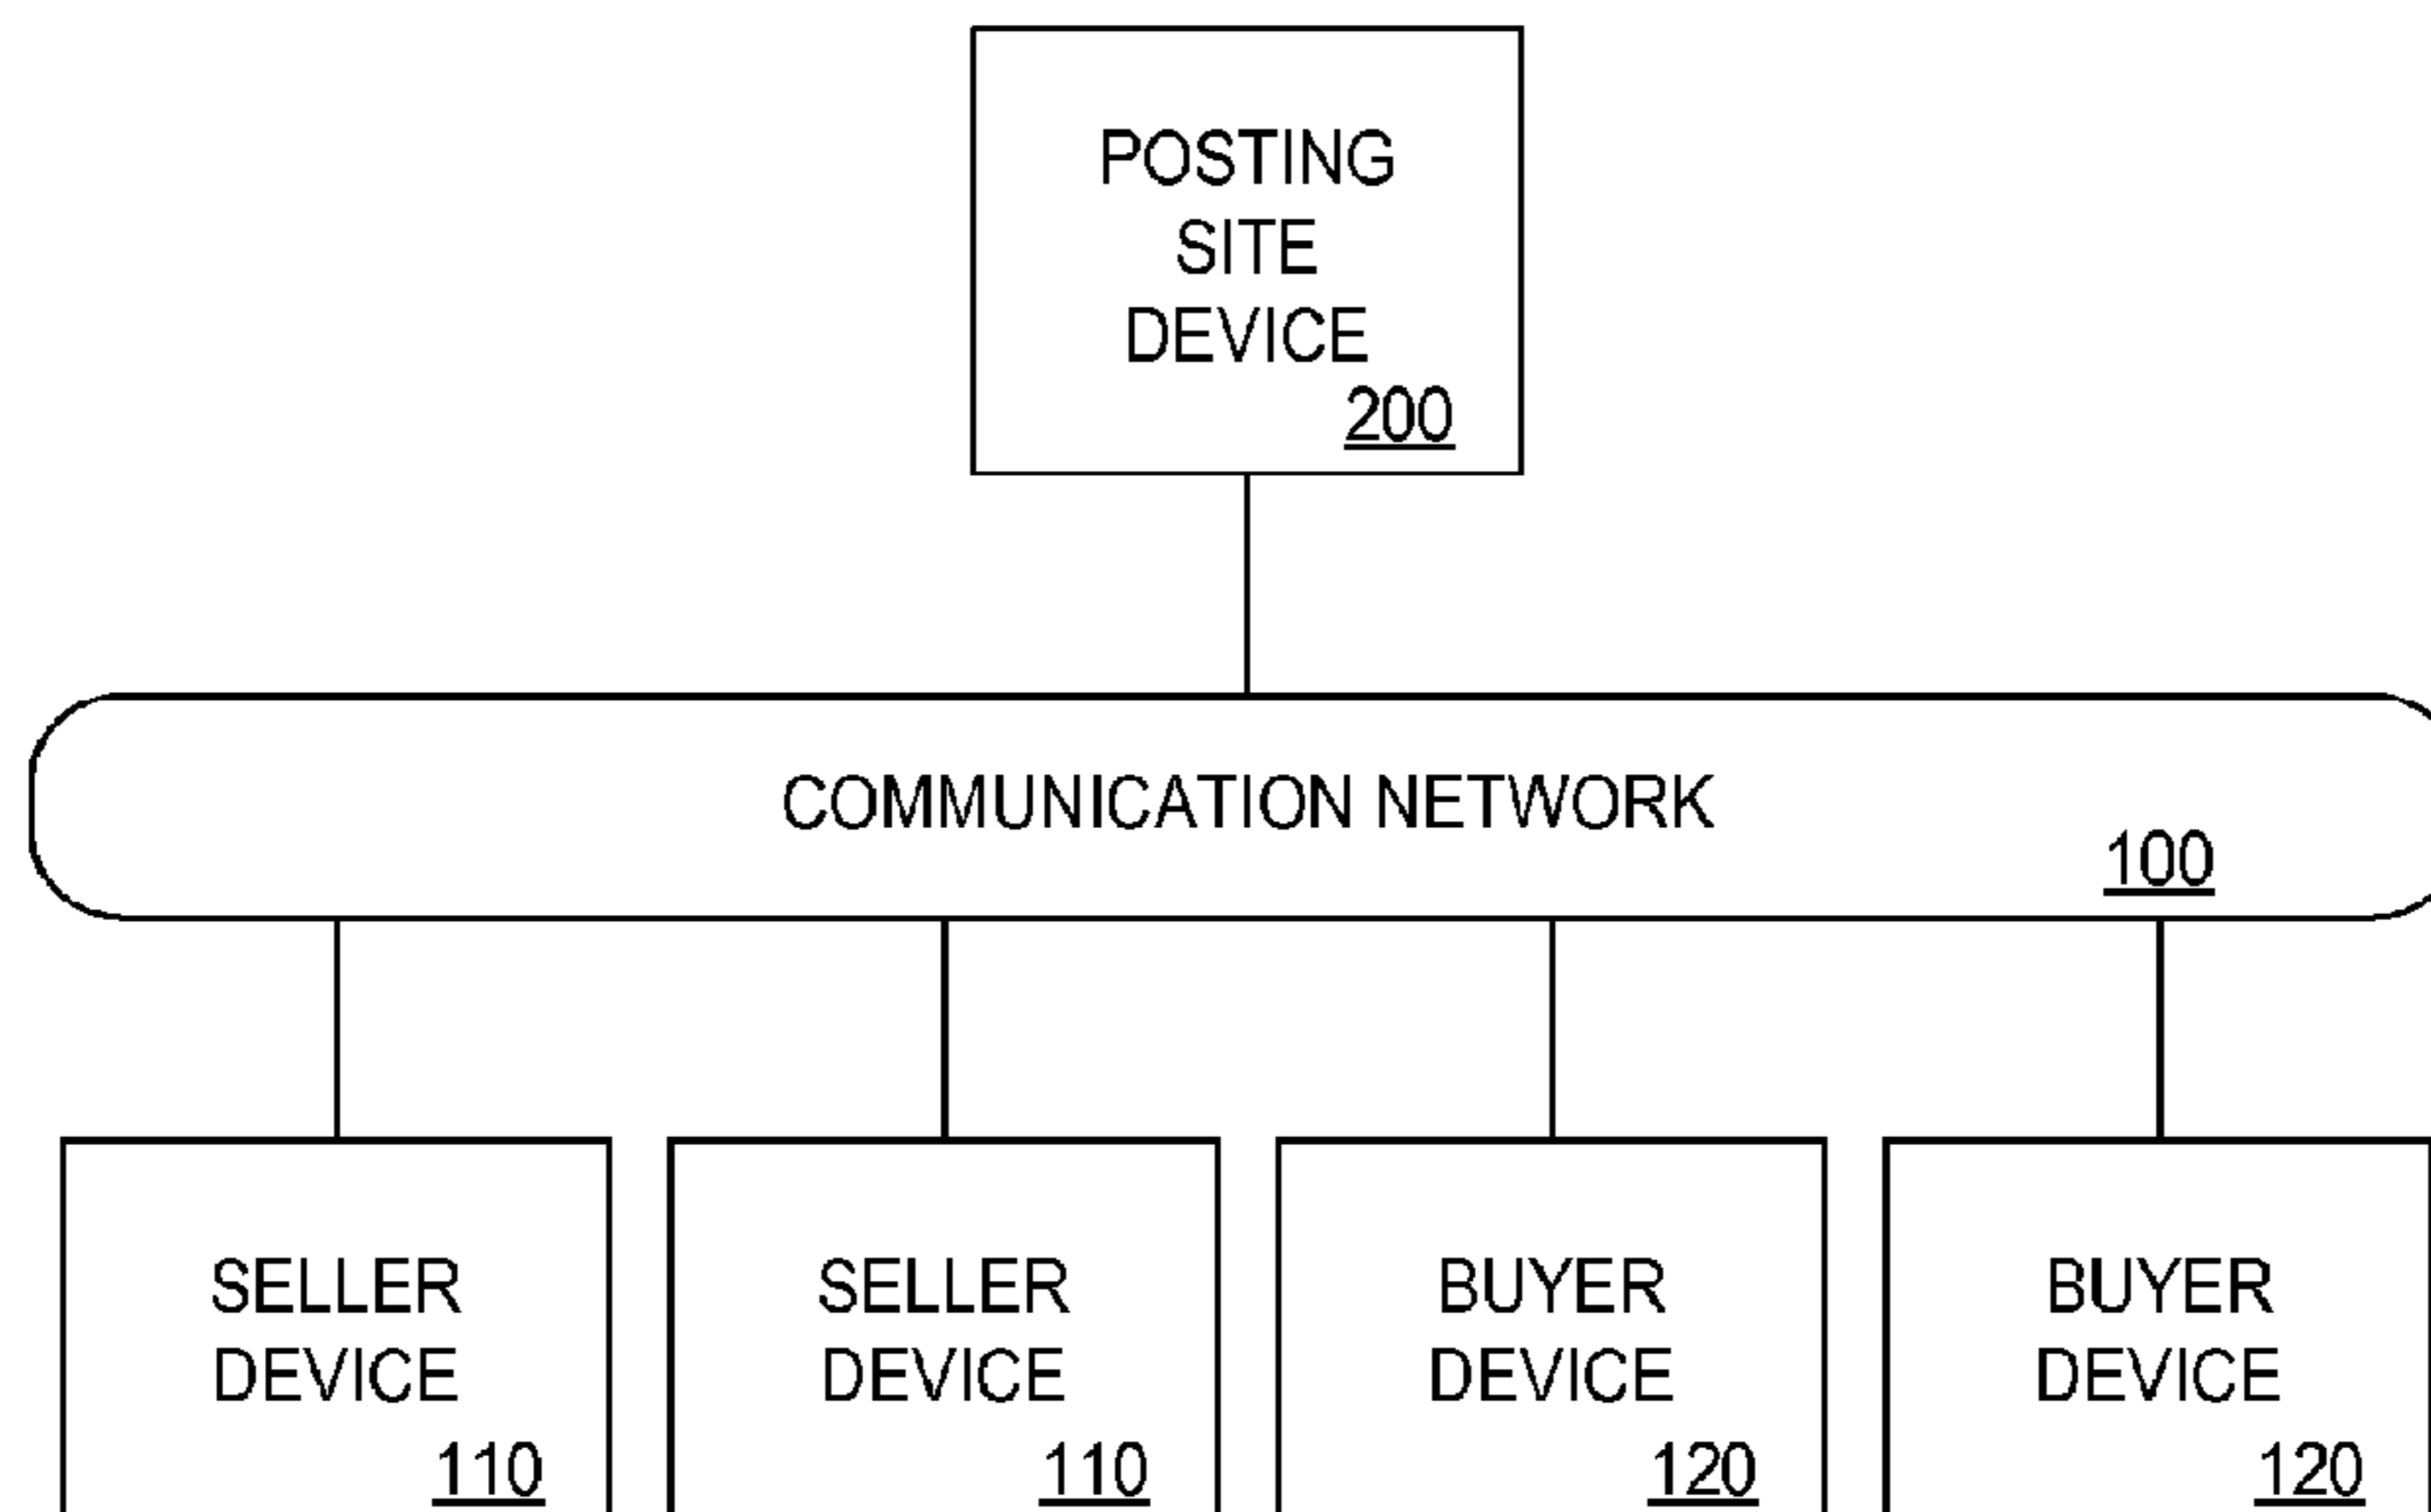 POSTING
SITE
DEVICE
200
COMMUNICATION NETWORK
100
SELLER
DEVICE
110
SELLER
DEVICE
110
BUYER
DEVICE
120
BUYER
DEVICE
120